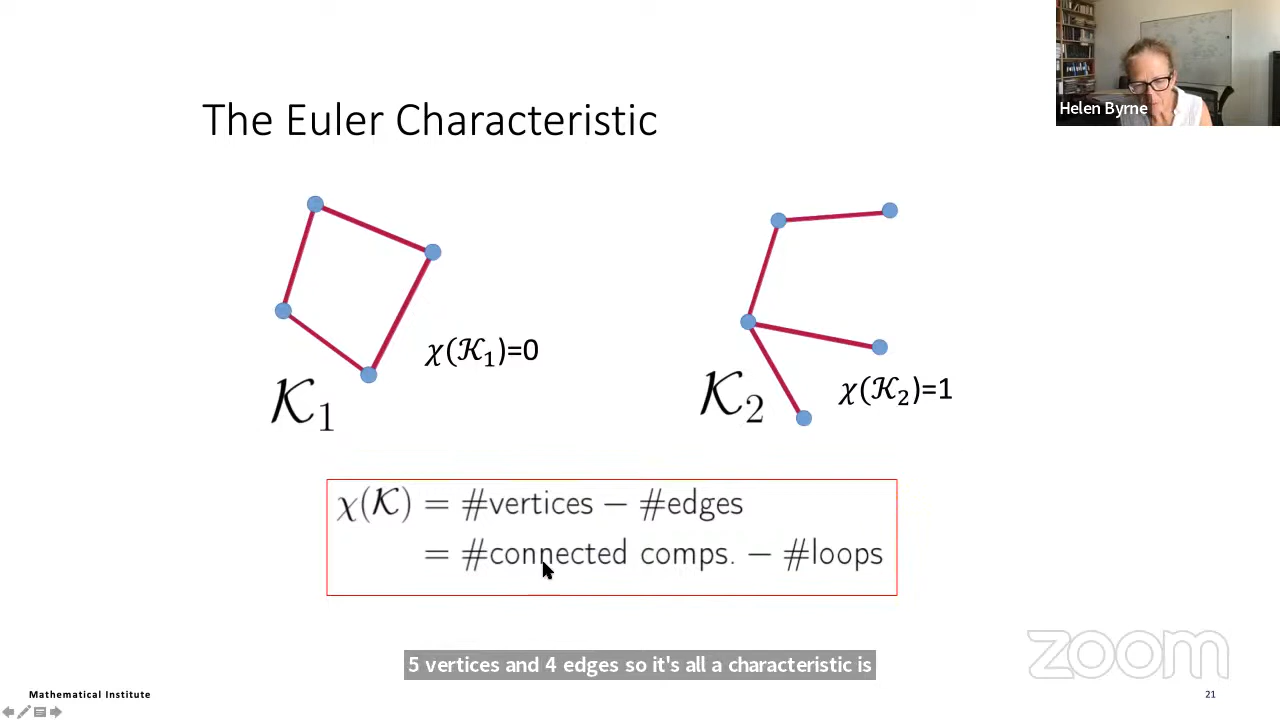 Helen Byrne
The Euler Characteristic
χ(𝒦₁)=0
𝒦₁
χ(𝒦₂)=1
𝒦₂
χ(𝒦) = #vertices − #edges
= #connected comps. − #loops
5 vertices and 4 edges so it's all a characteristic is
zoom
Mathematical Institute
21